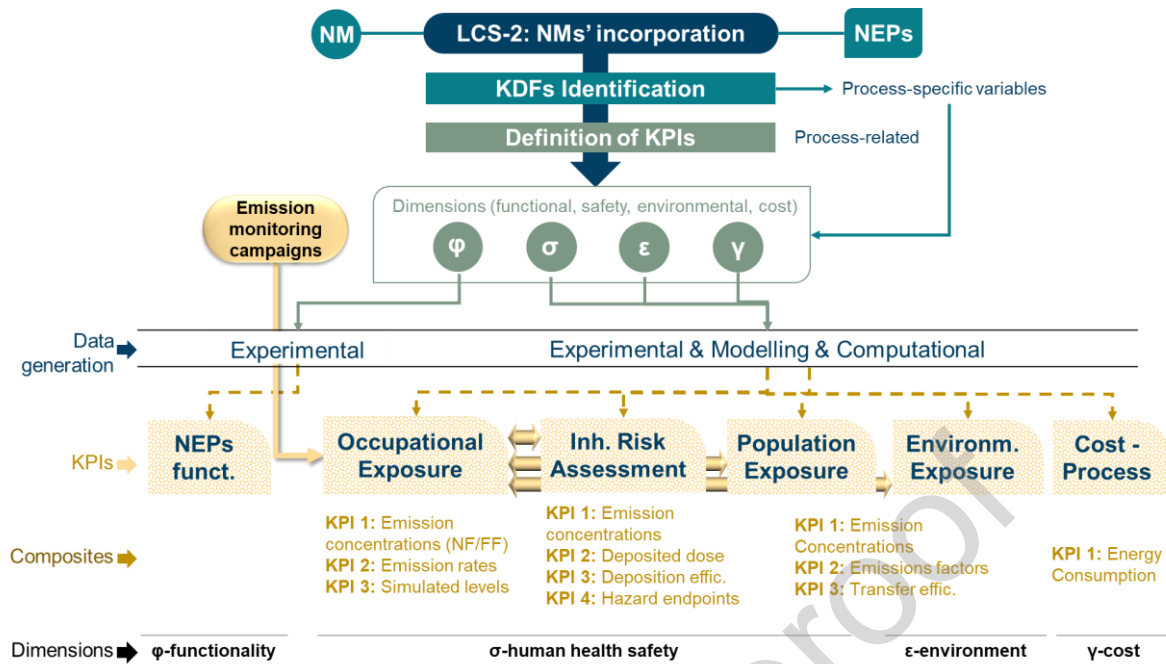 NM
LCS-2: NMs' incorporation
NEPs
KDFs Identification
Process-specific variables
Definition of KPIs
Process-related
Emission
monitoring
campaigns
Dimensions (functional, safety, environmental, cost)
φ
σ
ε
γ
Data
generation
Experimental
Experimental & Modelling & Computational
KPIs
NEPs
funct.
Occupational
Exposure
Inh. Risk
Assessment
Population
Exposure
Environm.
Exposure
Cost -
Process
Composites
KPI 1: Emission
concentrations (NF/FF)
KPI 2: Emission rates
KPI 3: Simulated levels
KPI 1: Emission
concentrations
KPI 2: Deposited dose
KPI 3: Deposition effic.
KPI 4: Hazard endpoints
KPI 1: Emission
Concentrations
KPI 2: Emissions factors
KPI 3: Transfer effic.
KPI 1: Energy
Consumption
Dimensions
φ-functionality
σ-human health safety
ε-environment
γ-cost
roof